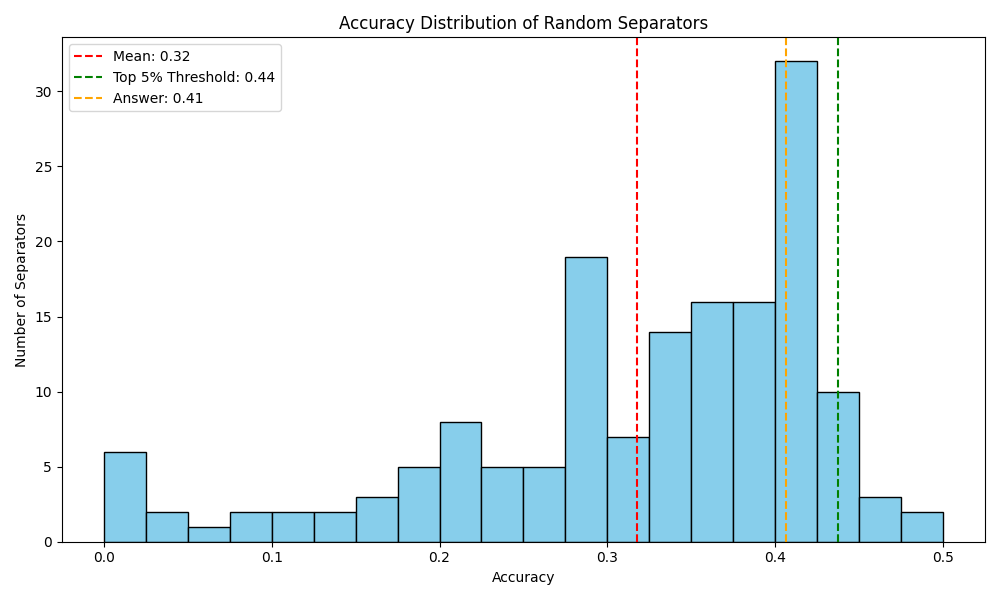 Accuracy Distribution of Random Separators
Mean: 0.32
Top 5% Threshold: 0.44
Answer: 0.41
Number of Separators
30
25
20
15
10
5
0
0.0 0.1 0.2 0.3 0.4 0.5
Accuracy